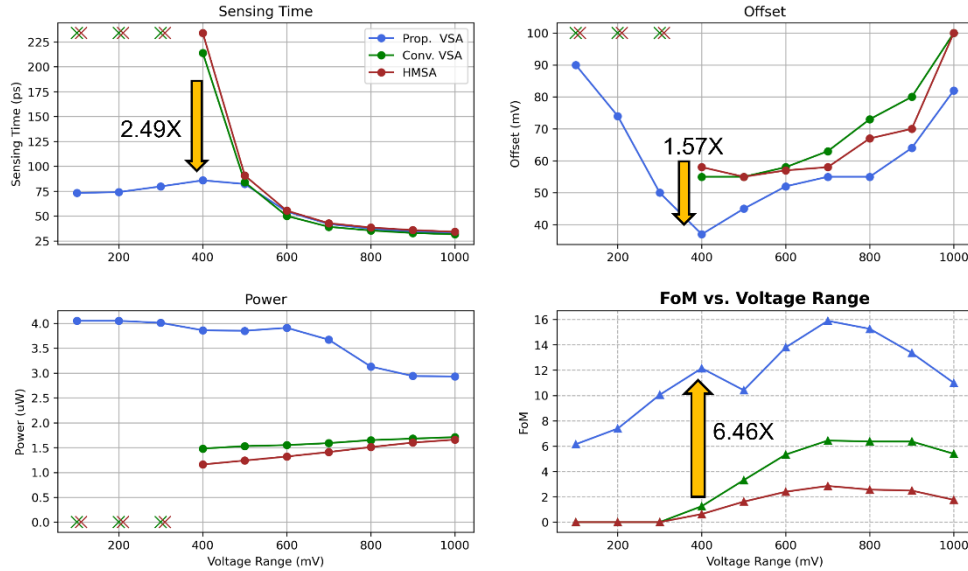 Sensing Time
Sensing Time (ps)
225
200
175
150
125
100
75
50
25
200 400 600 800 1000
Prop. VSA
Conv. VSA
HMSA
2.49X
Offset
Offset (mV)
100
90
80
70
60
50
40
200 400 600 800 1000
1.57X
Power
Power (uW)
4.0
3.5
3.0
2.5
2.0
1.5
1.0
0.5
0.0
200 400 600 800 1000
Voltage Range (mV)
FoM vs. Voltage Range
FoM
16
14
12
10
8
6
4
2
0
200 400 600 800 1000
Voltage Range (mV)
6.46X